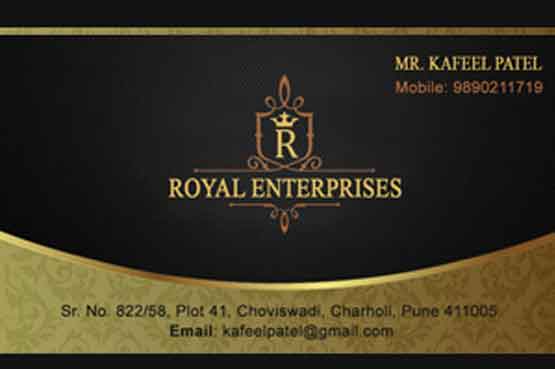 MR. KAFEEL PATEL
Mobile: 9890211719
R
ROYAL ENTERPRISES
Sr. No. 822/58, Plot 41, Choviswadi, Charholi, Pune 411005
Email: kafeelpatel@gmail.com